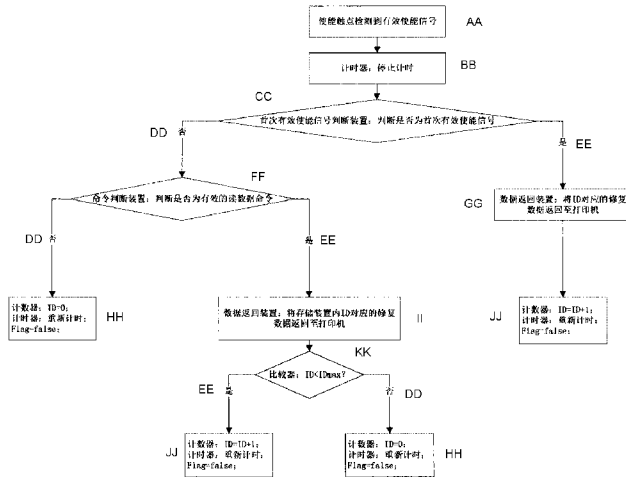 使能触点检测到有效使能信号
AA
计时器：停止计时
BB
CC
首次有效使能信号判断装置：判断是否为首次有效使能信号
DD
否
是
EE
FF
命令判断装置：判断是否为有效的读数据命令
GG
数据返回装置：将ID对应的修复
数据返回至打印机
DD
否
是
EE
计数器：ID=0；
计时器：重新计时；
Flag=false；
HH
数据返回装置：将存储装置内ID对应的修复
数据返回至打印机
II
JJ
计数器：ID=ID+1；
计时器：重新计时；
Flag=false；
KK
比较器：ID<IDmax？
EE
是
否
DD
JJ
计数器：ID=ID+1；
计时器：重新计时；
Flag=false；
计数器：ID=0；
计时器：重新计时；
Flag=false；
HH